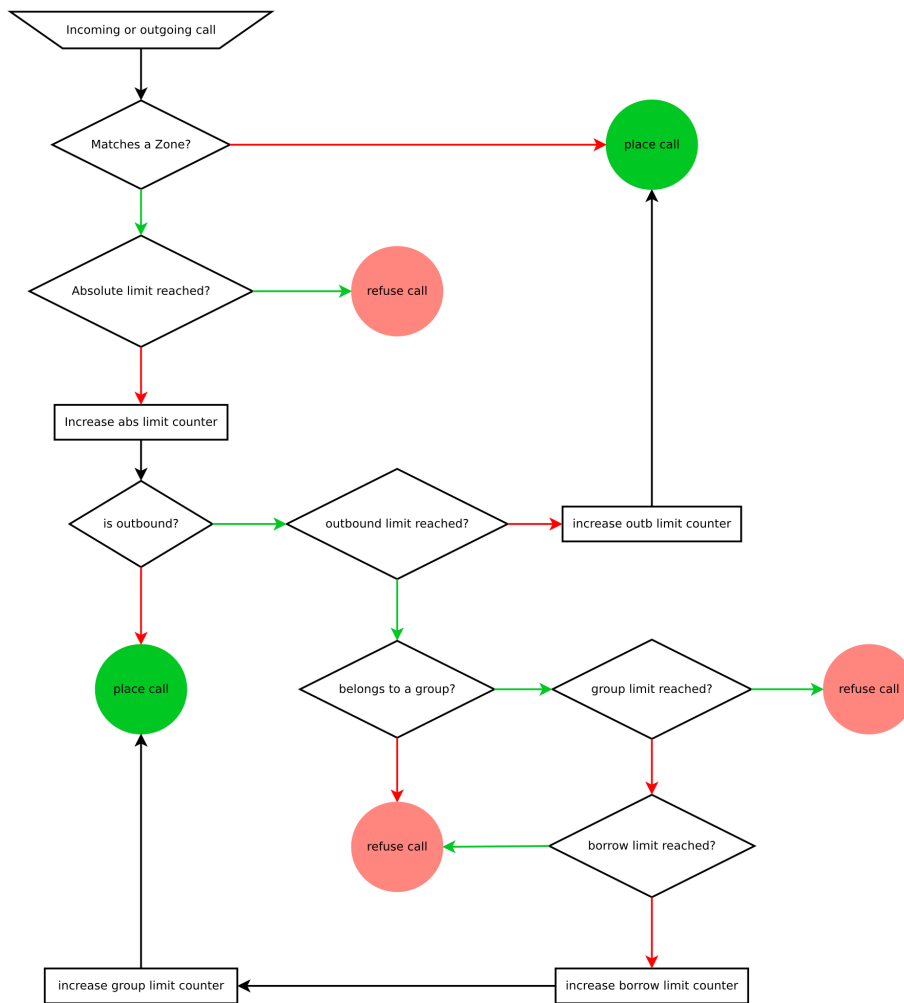 Incoming or outgoing call
Matches a Zone?
place call
Absolute limit reached?
refuse call
Increase abs limit counter
is outbound?
outbound limit reached?
increase outb limit counter
place call
belongs to a group?
group limit reached?
refuse call
refuse call
borrow limit reached?
increase group limit counter
increase borrow limit counter